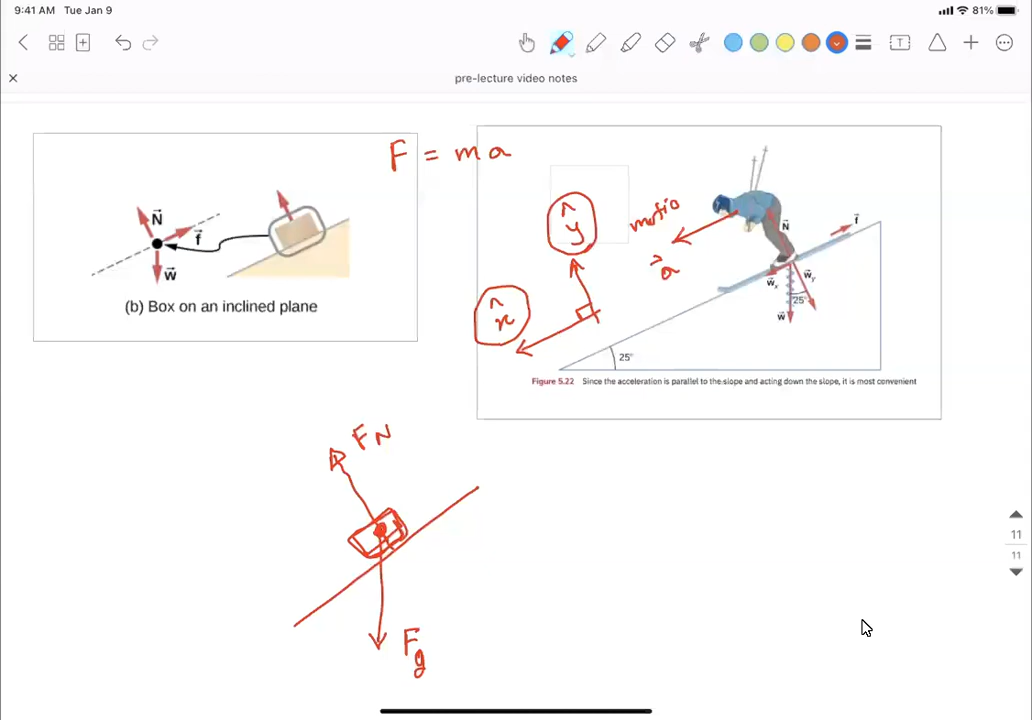 9:41 AM Tue Jan 9
81%
T
pre-lecture video notes
F = ma
N
f
w
(b) Box on an inclined plane
ŷ
x̂
motio
a
N
f
wx
wy
25°
w
25°
Figure 5.22 Since the acceleration is parallel to the slope and acting down the slope, it is most convenient
FN
Fg
11
11